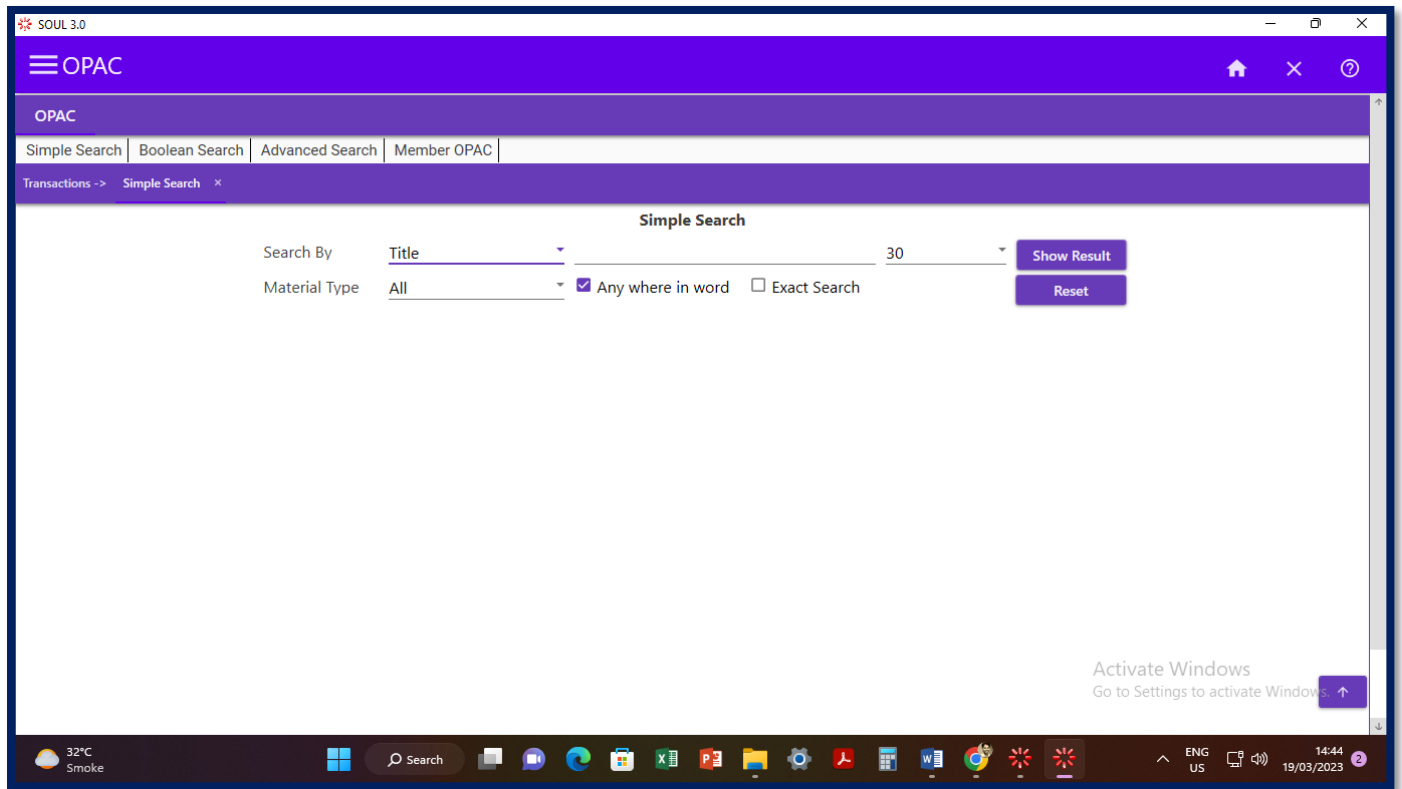 SOUL 3.0
OPAC
OPAC
Simple Search Boolean Search Advanced Search Member OPAC
Transactions -> Simple Search ×
Simple Search
Search By Title 30 Show Result
Material Type All Any where in word Exact Search Reset
Activate Windows
Go to Settings to activate Windows.
32°C
Smoke
Search
ENG
US
14:44
19/03/2023
2